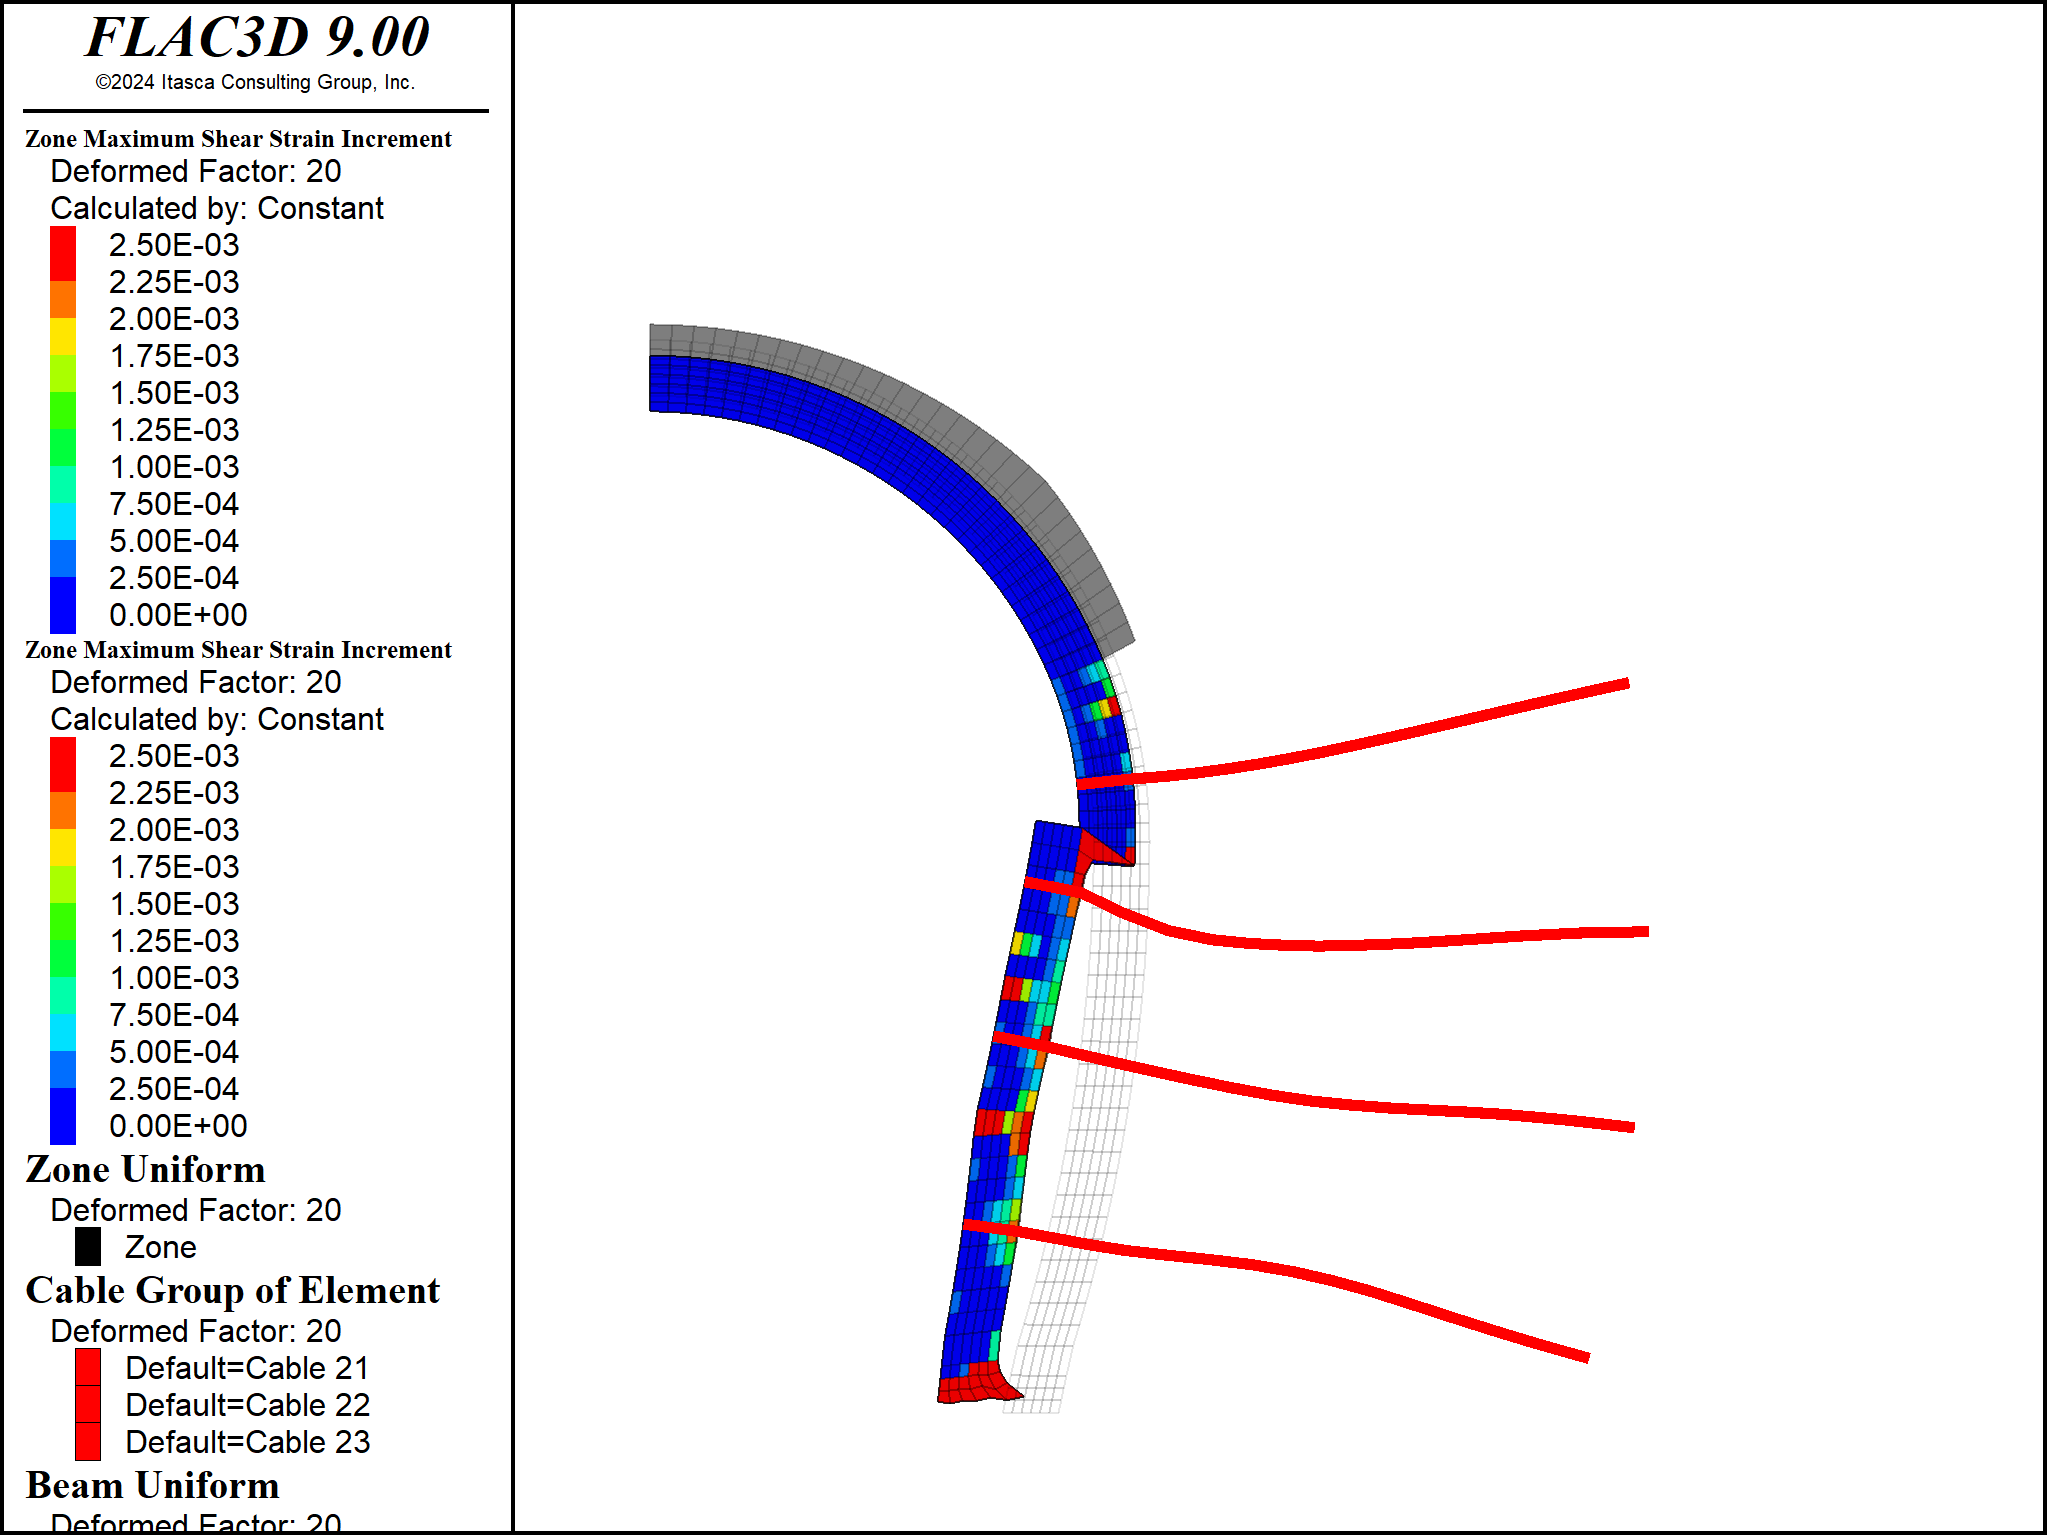 FLAC3D 9.00
©2024 Itasca Consulting Group, Inc.
Zone Maximum Shear Strain Increment
Deformed Factor: 20
Calculated by: Constant
2.50E-03
2.25E-03
2.00E-03
1.75E-03
1.50E-03
1.25E-03
1.00E-03
7.50E-04
5.00E-04
2.50E-04
0.00E+00
Zone Maximum Shear Strain Increment
Deformed Factor: 20
Calculated by: Constant
2.50E-03
2.25E-03
2.00E-03
1.75E-03
1.50E-03
1.25E-03
1.00E-03
7.50E-04
5.00E-04
2.50E-04
0.00E+00
Zone Uniform
Deformed Factor: 20
Zone
Cable Group of Element
Deformed Factor: 20
Default=Cable 21
Default=Cable 22
Default=Cable 23
Beam Uniform
Deformed Factor: 20